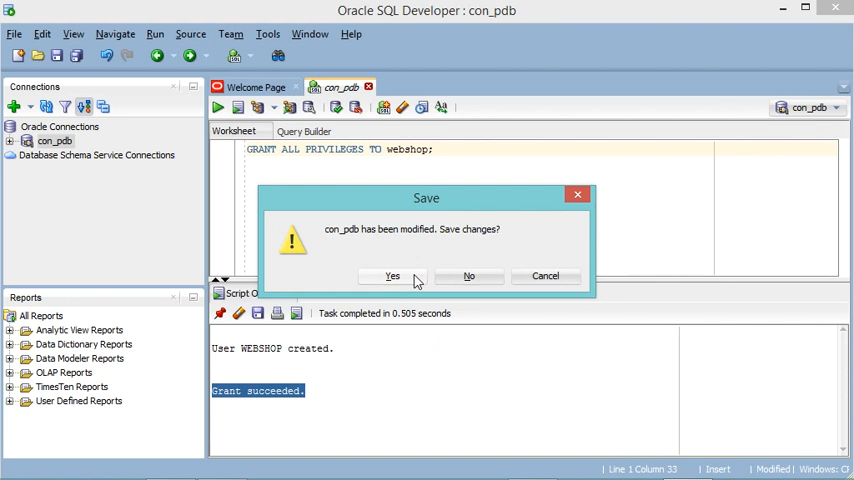 Oracle SQL Developer : con_pdb
File Edit View Navigate Run Source Team Tools Window Help
Connections
Oracle Connections
con_pdb
Database Schema Service Connections
Welcome Page
con_pdb
con_pdb
Worksheet Query Builder
GRANT ALL PRIVILEGES TO webshop;
Save
con_pdb has been modified. Save changes?
Yes No Cancel
Reports
All Reports
Analytic View Reports
Data Dictionary Reports
Data Modeler Reports
OLAP Reports
TimesTen Reports
User Defined Reports
Script O
Task completed in 0.505 seconds
User WEBSHOP created.
Grant succeeded.
Line 1 Column 33 Insert Modified Windows: C